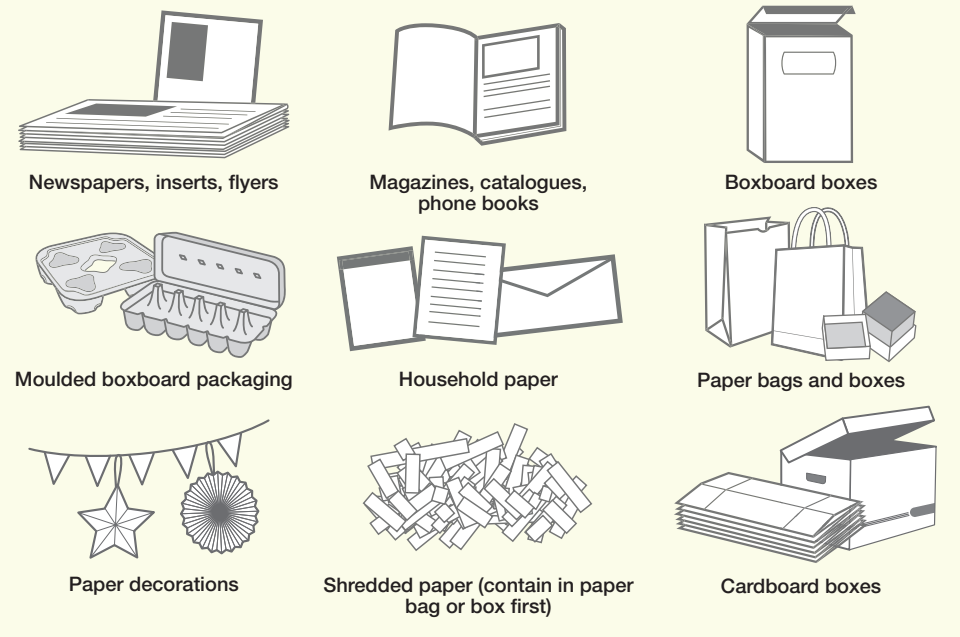 Newspapers, inserts, flyers
Magazines, catalogues,
phone books
Boxboard boxes
Moulded boxboard packaging
Household paper
Paper bags and boxes
Paper decorations
Shredded paper (contain in paper
bag or box first)
Cardboard boxes